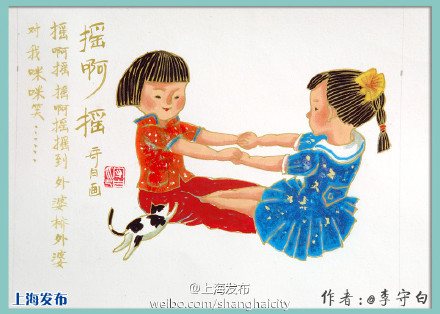 摇啊摇
守白画
摇啊摇摇啊摇摇到外婆桥外婆
对我咪咪笑……
@上海发布
weibo.com/shanghaicity
上海发布
作者:@李守白